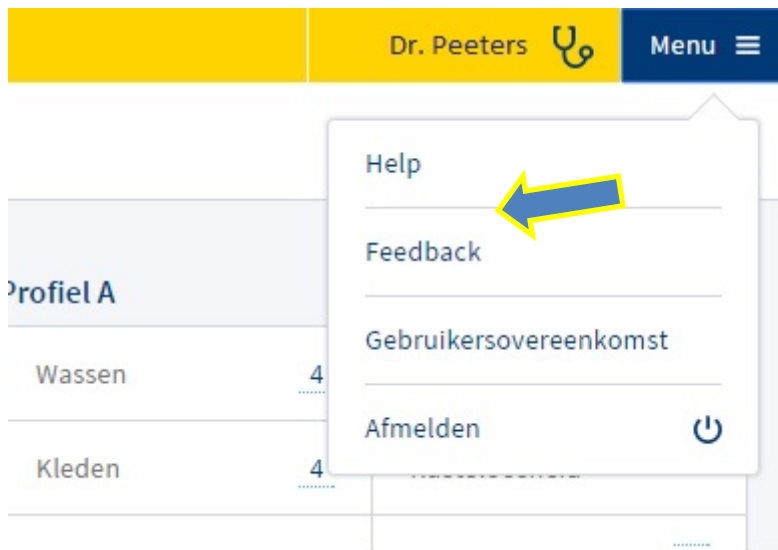 Dr. Peeters Menu
Help
Feedback
Profiel A
Gebruikersovereenkomst
Wassen 4
Afmelden
Kleden 4